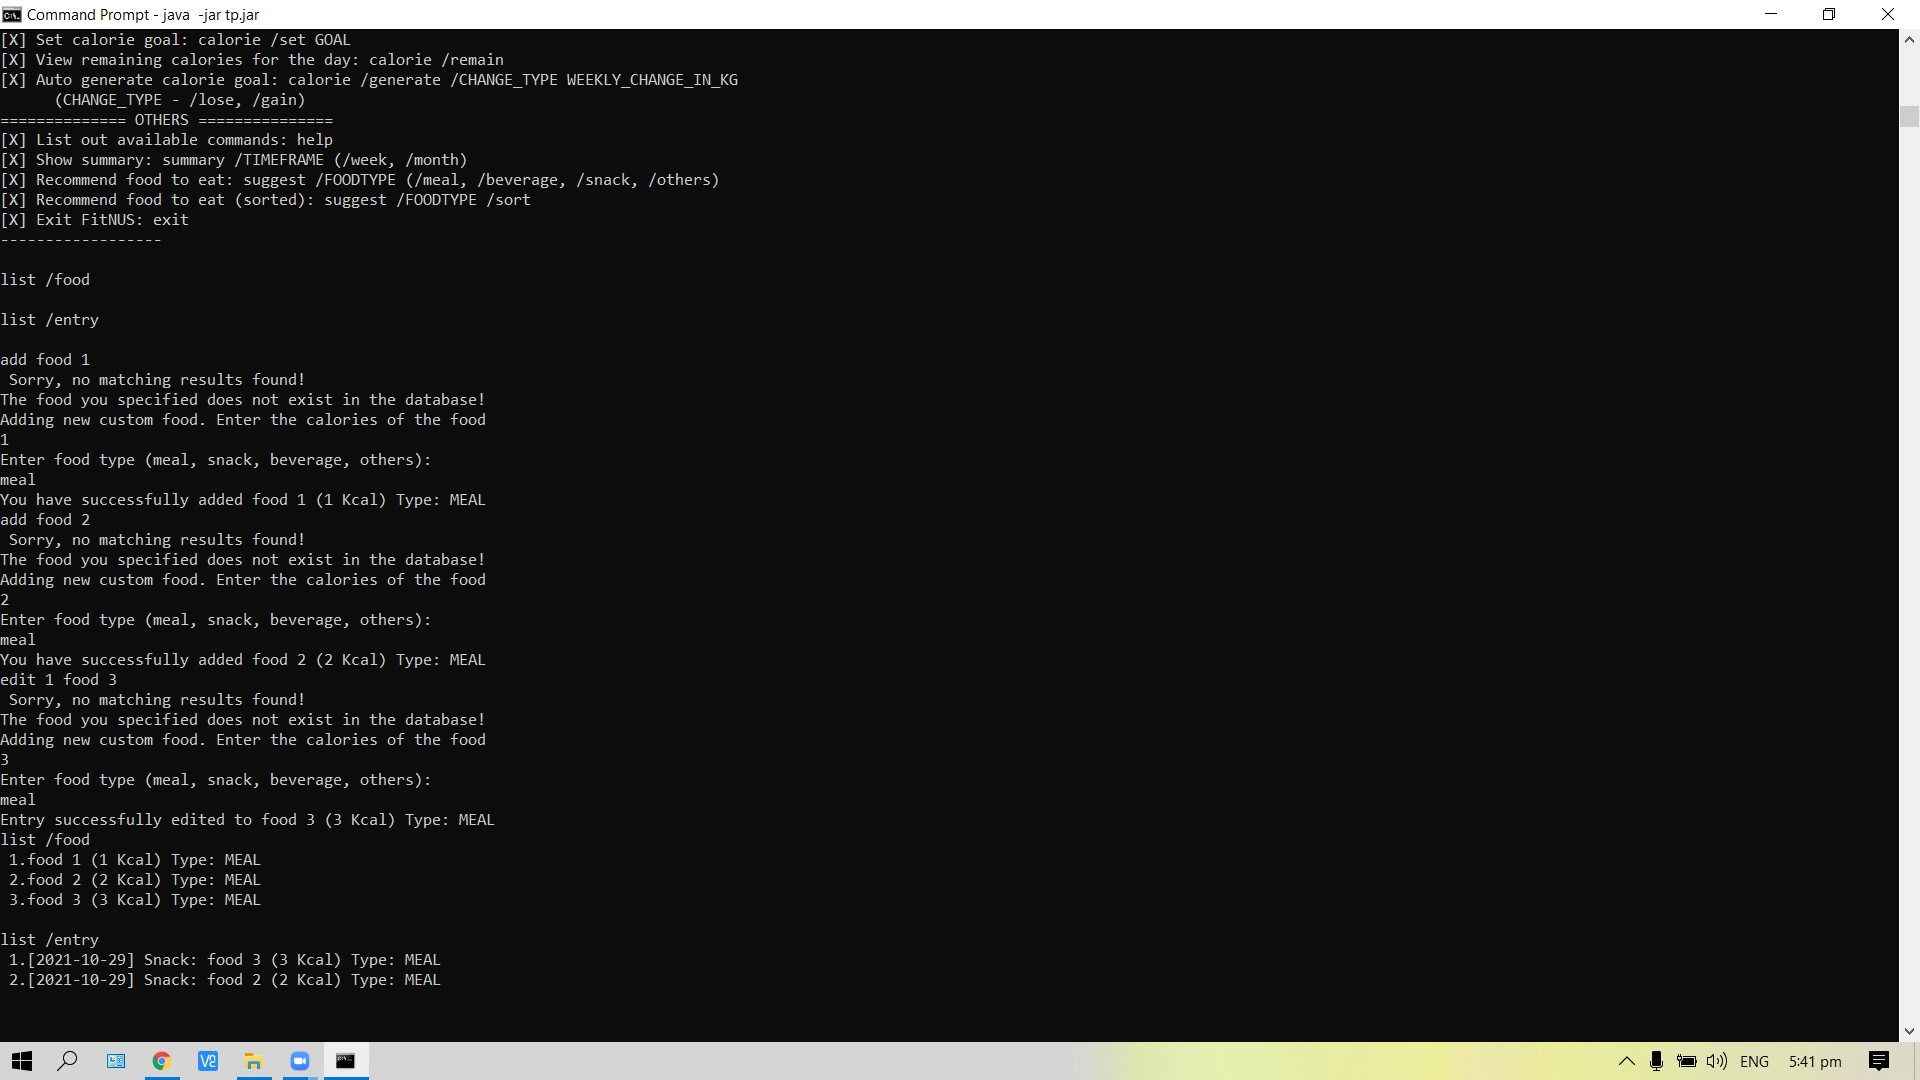 Command Prompt - java  -jar tp.jar
[X] Set calorie goal: calorie /set GOAL
[X] View remaining calories for the day: calorie /remain
[X] Auto generate calorie goal: calorie /generate /CHANGE_TYPE WEEKLY_CHANGE_IN_KG
      (CHANGE_TYPE - /lose, /gain)
============== OTHERS ===============
[X] List out available commands: help
[X] Show summary: summary /TIMEFRAME (/week, /month)
[X] Recommend food to eat: suggest /FOODTYPE (/meal, /beverage, /snack, /others)
[X] Recommend food to eat (sorted): suggest /FOODTYPE /sort
[X] Exit FitNUS: exit
------------------
list /food
list /entry
add food 1
 Sorry, no matching results found!
The food you specified does not exist in the database!
Adding new custom food. Enter the calories of the food
1
Enter food type (meal, snack, beverage, others):
meal
You have successfully added food 1 (1 Kcal) Type: MEAL
add food 2
 Sorry, no matching results found!
The food you specified does not exist in the database!
Adding new custom food. Enter the calories of the food
2
Enter food type (meal, snack, beverage, others):
meal
You have successfully added food 2 (2 Kcal) Type: MEAL
edit 1 food 3
 Sorry, no matching results found!
The food you specified does not exist in the database!
Adding new custom food. Enter the calories of the food
3
Enter food type (meal, snack, beverage, others):
meal
Entry successfully edited to food 3 (3 Kcal) Type: MEAL
list /food
 1.food 1 (1 Kcal) Type: MEAL
 2.food 2 (2 Kcal) Type: MEAL
 3.food 3 (3 Kcal) Type: MEAL
list /entry
 1.[2021-10-29] Snack: food 3 (3 Kcal) Type: MEAL
 2.[2021-10-29] Snack: food 2 (2 Kcal) Type: MEAL
ENG 5:41 pm